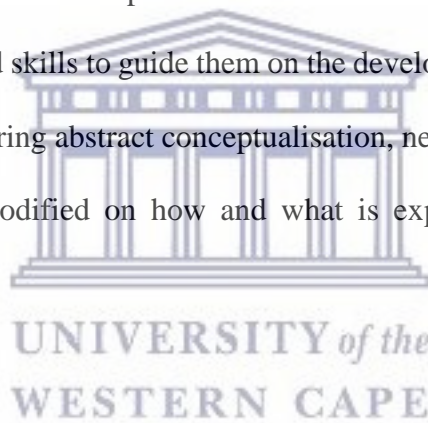 d skills to guide them on the develo
ring abstract conceptualisation, ne
odified on how and what is exp
UNIVERSITY of the
WESTERN CAPE